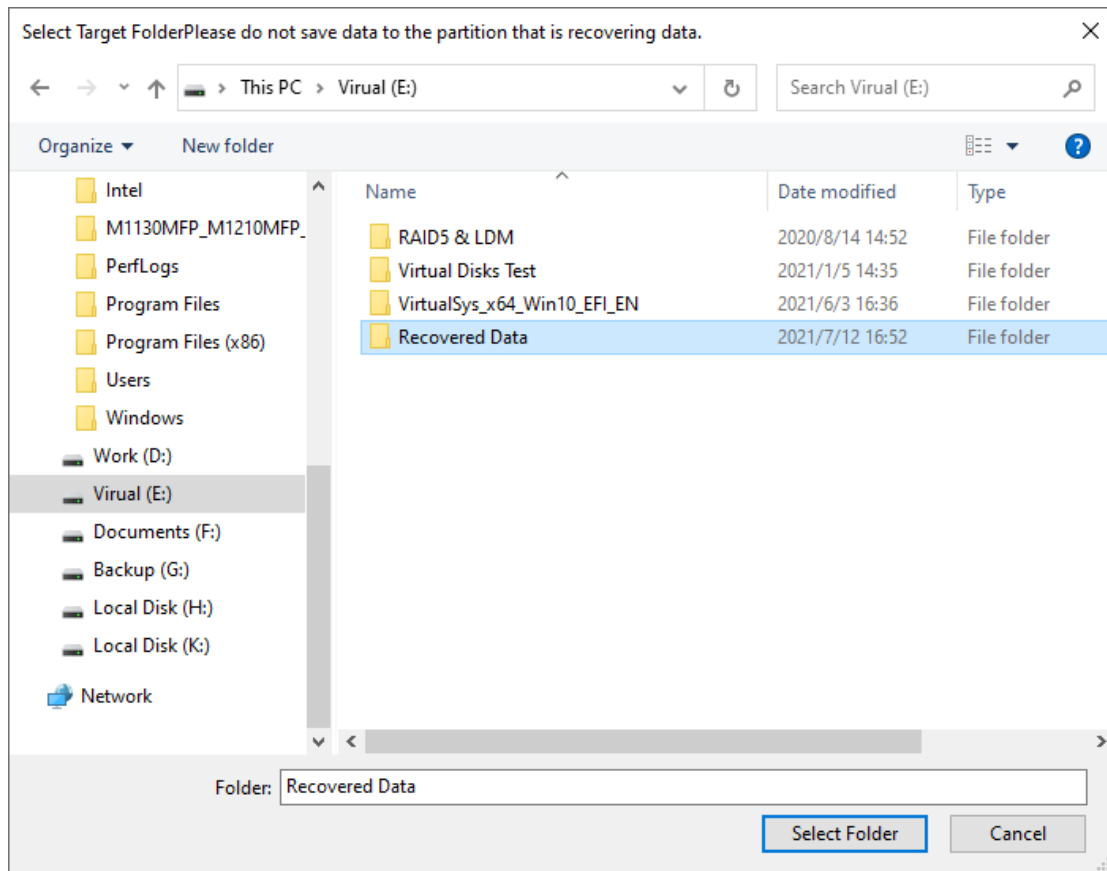 Select Target FolderPlease do not save data to the partition that is recovering data.
This PC > Virual (E:)
Search Virual (E:)
Organize
New folder
?
Intel
M1130MFP_M1210MFP_
PerfLogs
Program Files
Program Files (x86)
Users
Windows
Work (D:)
Virual (E:)
Documents (F:)
Backup (G:)
Local Disk (H:)
Local Disk (K:)
Network
Name Date modified Type
RAID5 & LDM 2020/8/14 14:52 File folder
Virtual Disks Test 2021/1/5 14:35 File folder
VirtualSys_x64_Win10_EFI_EN 2021/6/3 16:36 File folder
Recovered Data 2021/7/12 16:52 File folder
Folder: Recovered Data
Select Folder
Cancel